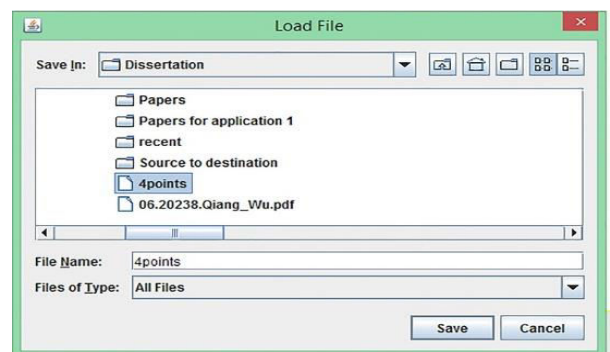 Load File
Save In: Dissertation
Papers
Papers for application 1
recent
Source to destination
4points
06.20238.Qiang_Wu.pdf
File Name: 4points
Files of Type: All Files
Save Cancel